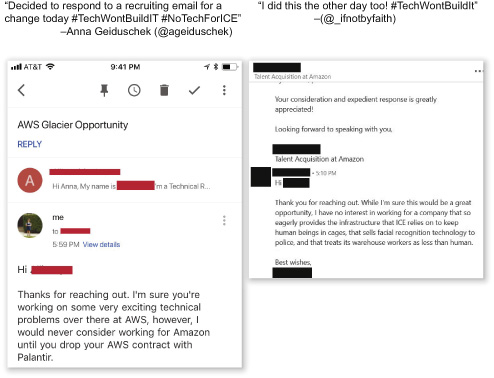 “Decided to respond to a recruiting email for a
change today #TechWontBuildIT #NoTechForICE”
–Anna Geiduschek (@ageiduschek)
“I did this the other day too! #TechWontBuildIt”
–(@_ifnotbyfaith)
AT&T
9:41 PM
AWS Glacier Opportunity
REPLY
A
Hi Anna, My name is I'm a Technical R...
me
to
5:59 PM View details
Hi
Thanks for reaching out. I'm sure you're
working on some very exciting technical
problems over there at AWS, however, I
would never consider working for Amazon
until you drop your AWS contract with
Palantir.
Talent Acquisition at Amazon
Your consideration and expedient response is greatly
appreciated!
Looking forward to speaking with you,
Talent Acquisition at Amazon
• 5:10 PM
Hi
Thank you for reaching out. While I'm sure this would be a great
opportunity, I have no interest in working for a company that so
eagerly provides the infrastructure that ICE relies on to keep
human beings in cages, that sells facial recognition technology to
police, and that treats its warehouse workers as less than human.
Best wishes,